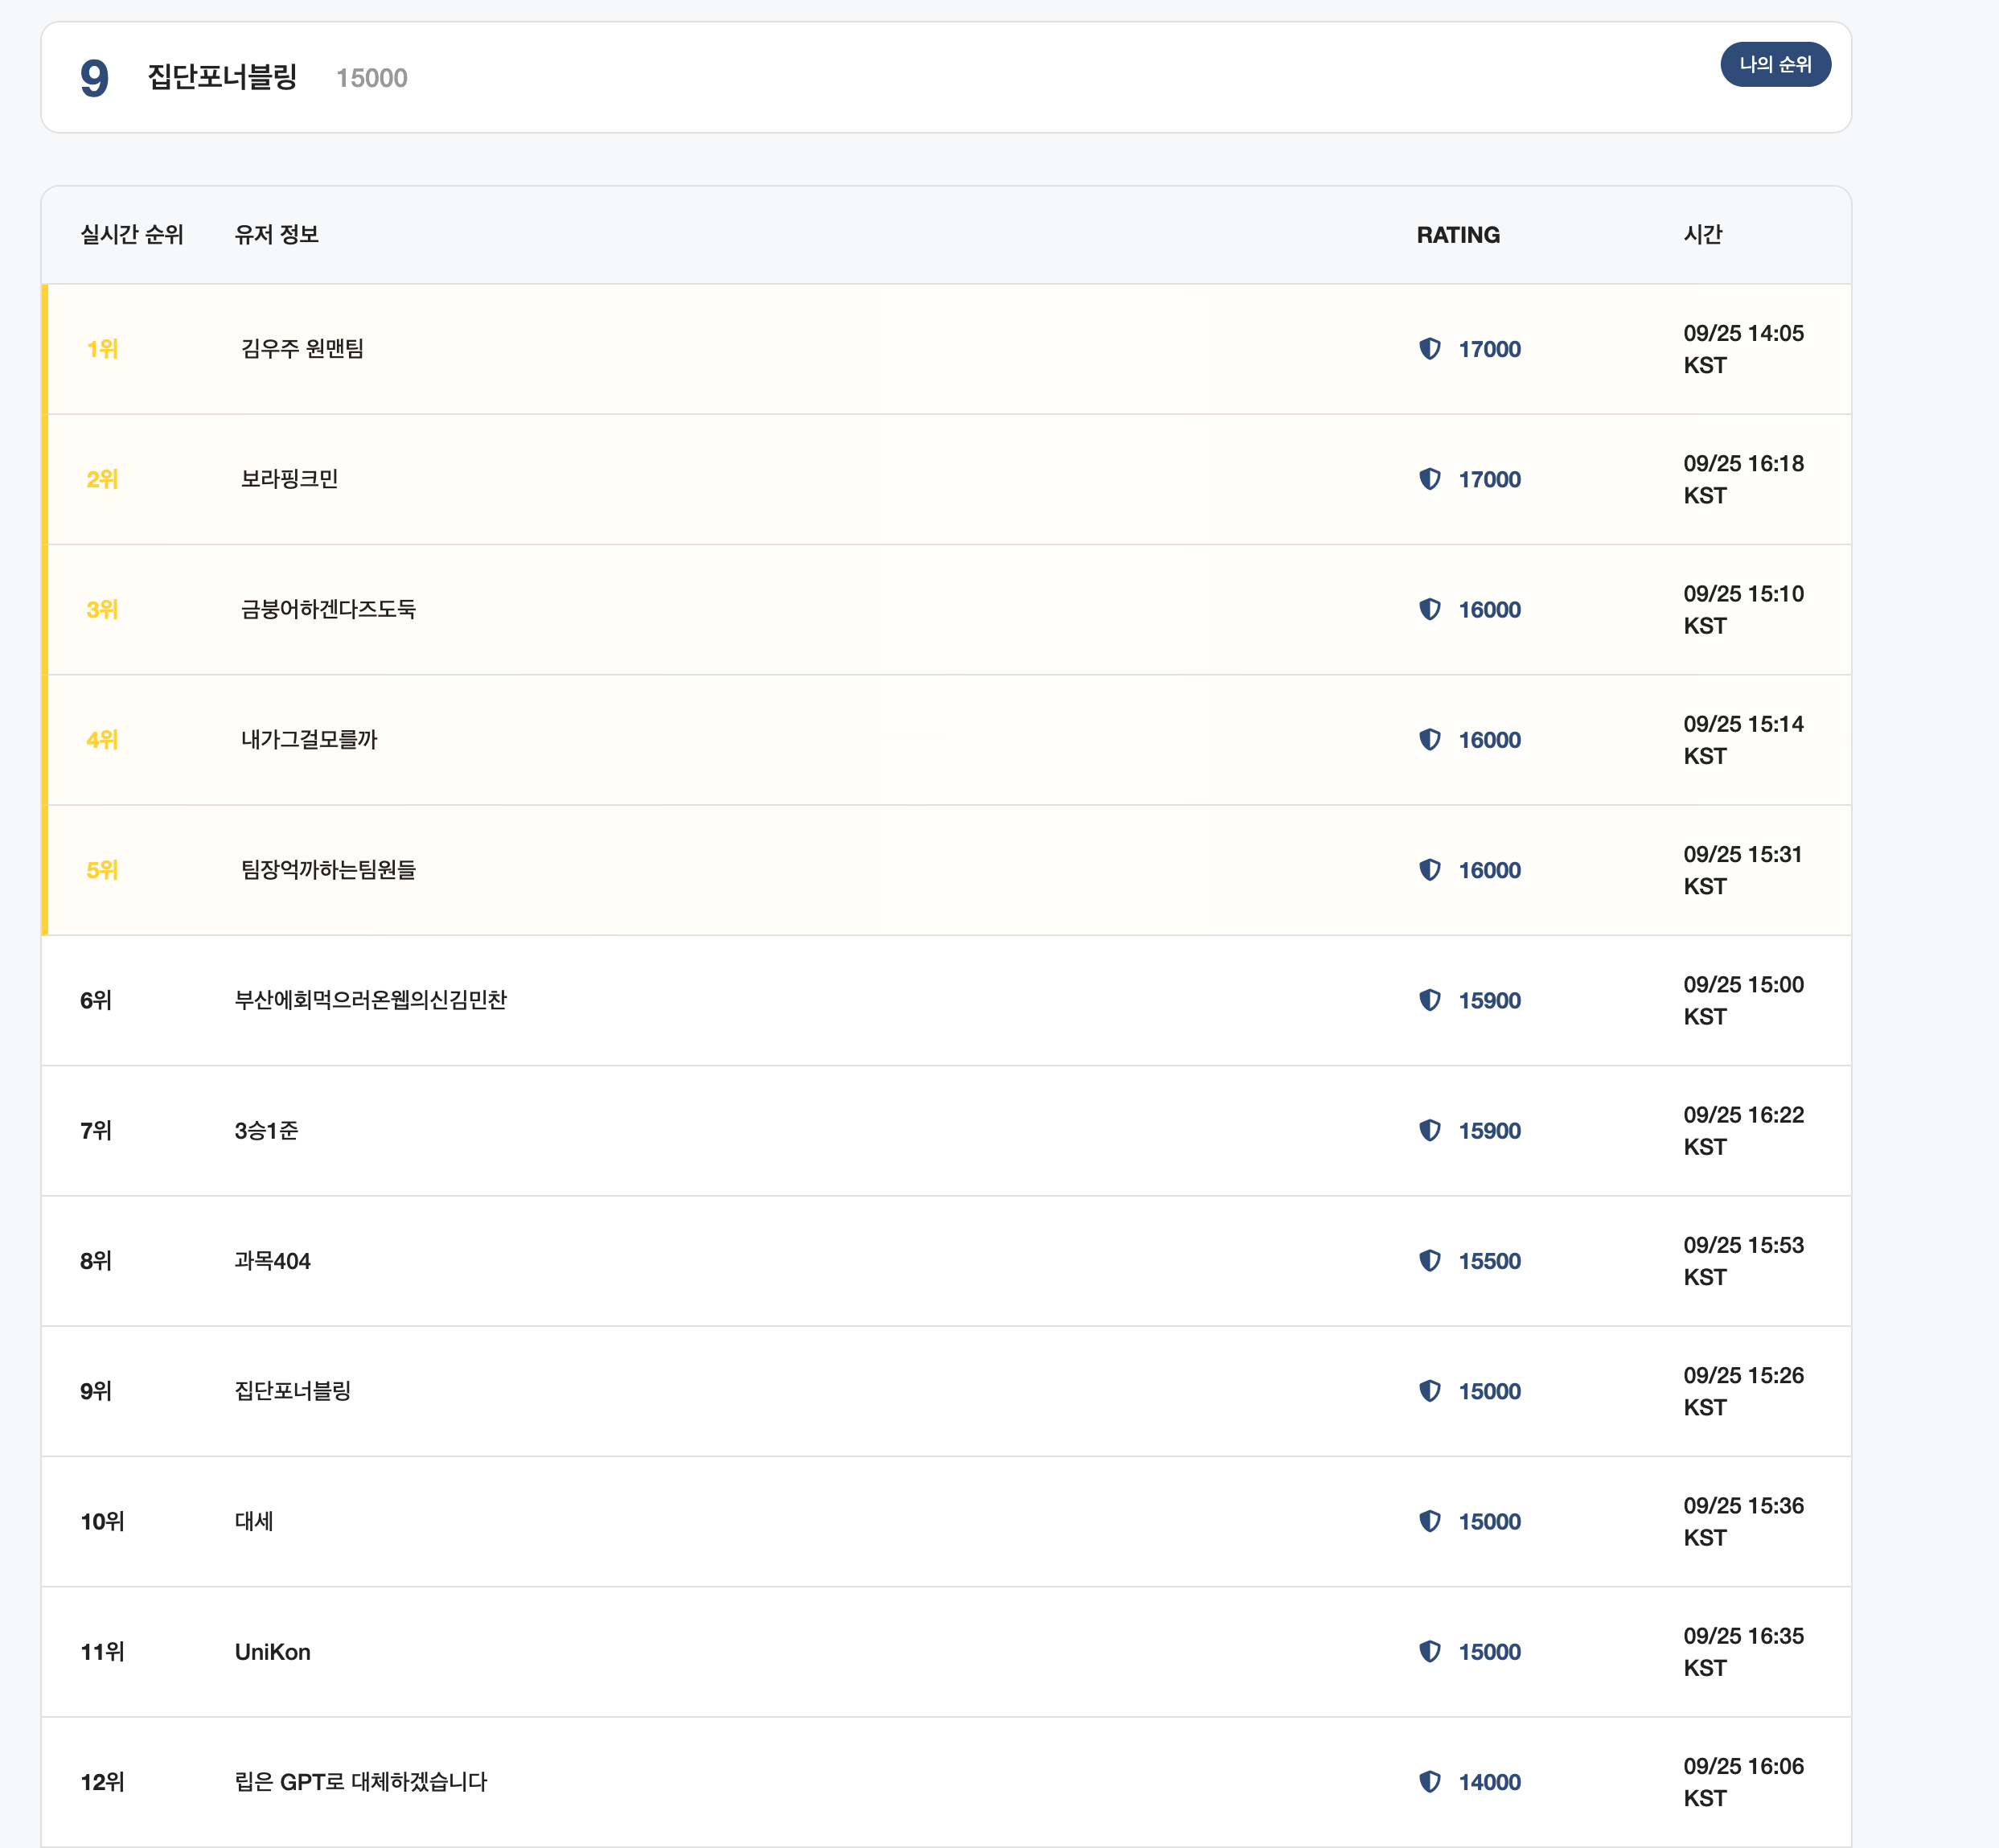 9 집단포너블링 15000 나의 순위
실시간 순위 유저 정보 RATING 시간
1위 김우주 원맨팀 17000 09/25 14:05
KST
2위 보라핑크민 17000 09/25 16:18
KST
3위 금붕어하겐다즈도둑 16000 09/25 15:10
KST
4위 내가그걸모를까 16000 09/25 15:14
KST
5위 팀장억까하는팀원들 16000 09/25 15:31
KST
6위 부산에회먹으러온웹의신김민찬 15900 09/25 15:00
KST
7위 3승1준 15900 09/25 16:22
KST
8위 과목404 15500 09/25 15:53
KST
9위 집단포너블링 15000 09/25 15:26
KST
10위 대세 15000 09/25 15:36
KST
11위 UniKon 15000 09/25 16:35
KST
12위 립은 GPT로 대체하겠습니다 14000 09/25 16:06
KST